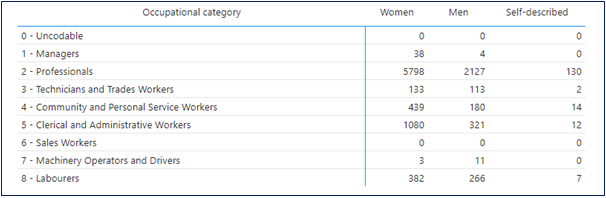 Occupational category Women Men Self-described
0 - Uncodable 0 0 0
1 - Managers 38 4 0
2 - Professionals 5798 2127 130
3 - Technicians and Trades Workers 133 113 2
4 - Community and Personal Service Workers 439 180 14
5 - Clerical and Administrative Workers 1080 321 12
6 - Sales Workers 0 0 0
7 - Machinery Operators and Drivers 3 11 0
8 - Labourers 382 266 7